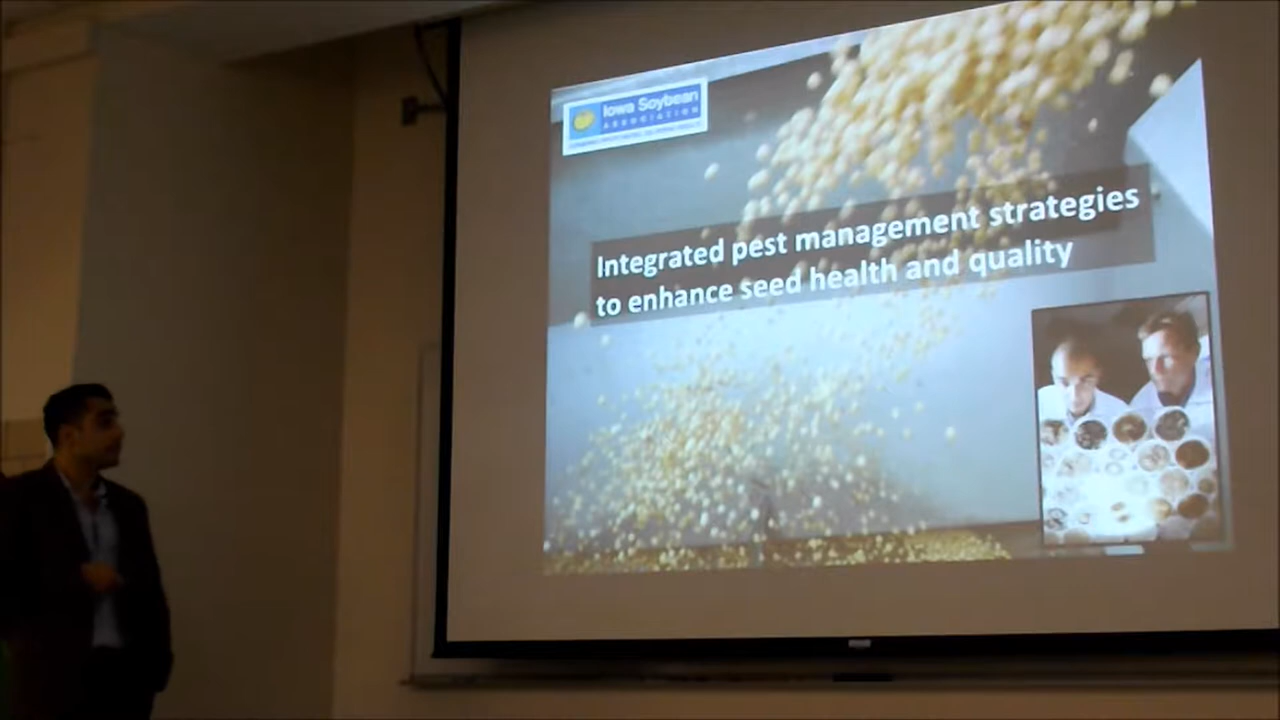 Iowa Soybean
ASSOCIATION
Integrated pest management strategies
to enhance seed health and quality